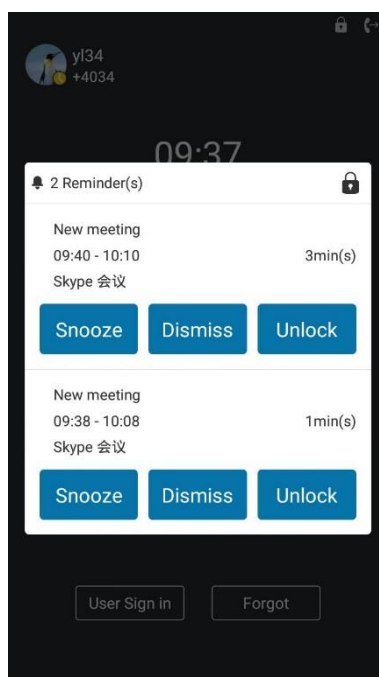 yl34
+4034
09:37
2 Reminder(s)
New meeting
09:40 - 10:10 3min(s)
Skype 会议
Snooze Dismiss Unlock
New meeting
09:38 - 10:08 1min(s)
Skype 会议
Snooze Dismiss Unlock
User Sign in Forgot